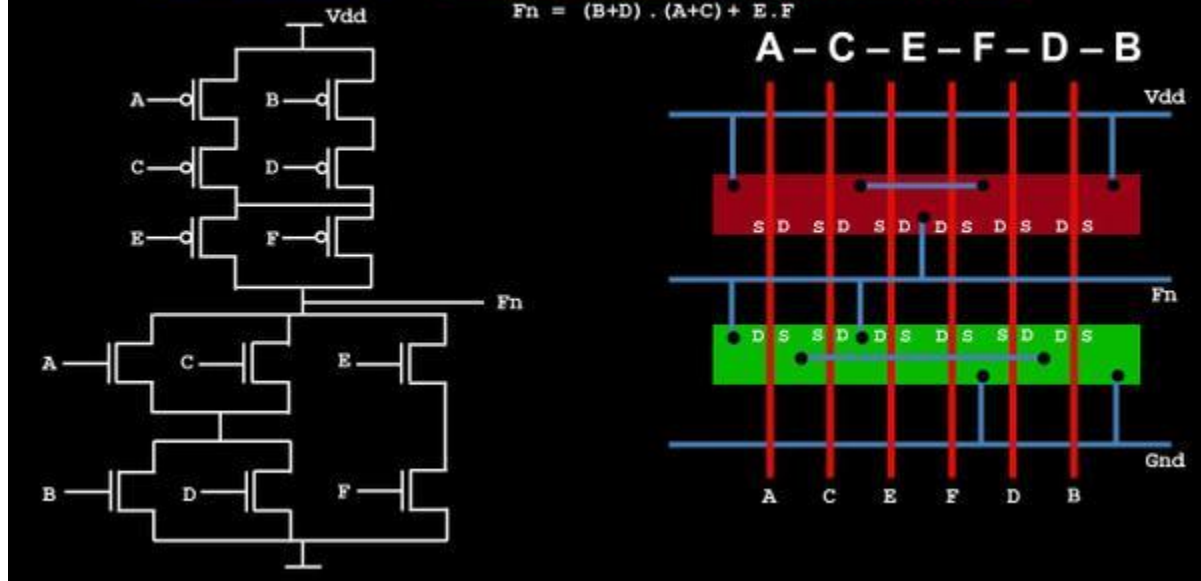 Fn = (B+D).(A+C)+ E.F
Vdd
A
B
C
D
E
F
Fn
A
C
E
B
D
F
A – C – E – F – D – B
Vdd
S D S D S D D S D S D S
Fn
D S S D D S D S S D D S
Gnd
A C E F D B